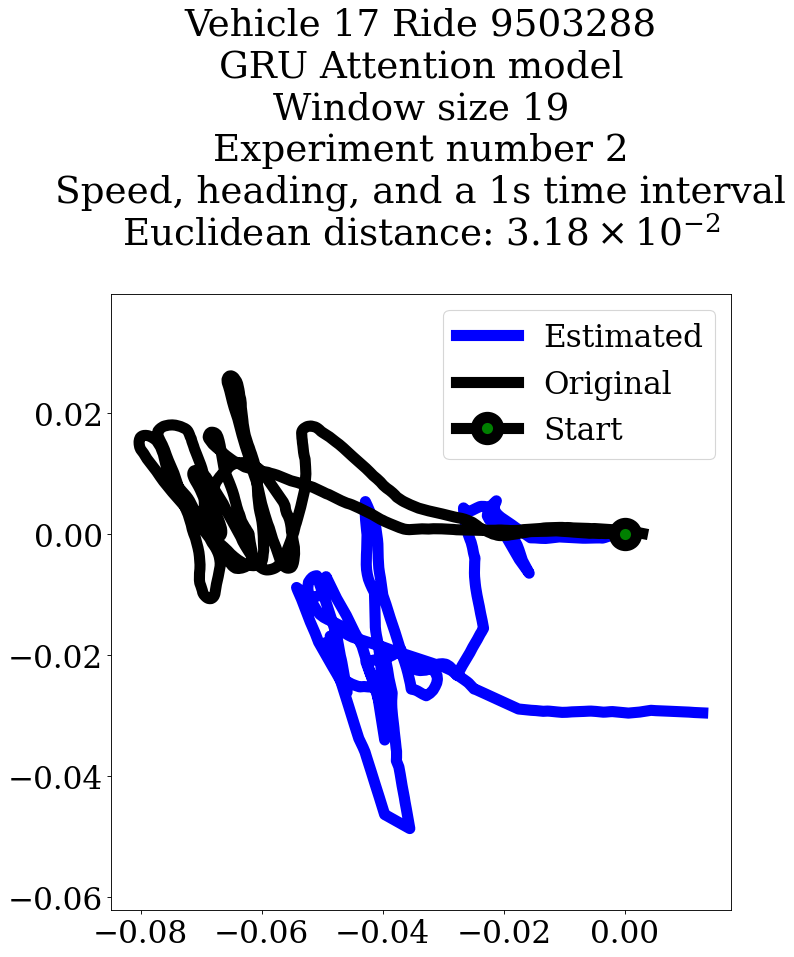 Vehicle 17 Ride 9503288
GRU Attention model
Window size 19
Experiment number 2
Speed, heading, and a 1s time interval
Euclidean distance: 3.18 × 10⁻²
Estimated
Original
Start
0.02
0.00
−0.02
−0.04
−0.06
−0.08 −0.06 −0.04 −0.02 0.00